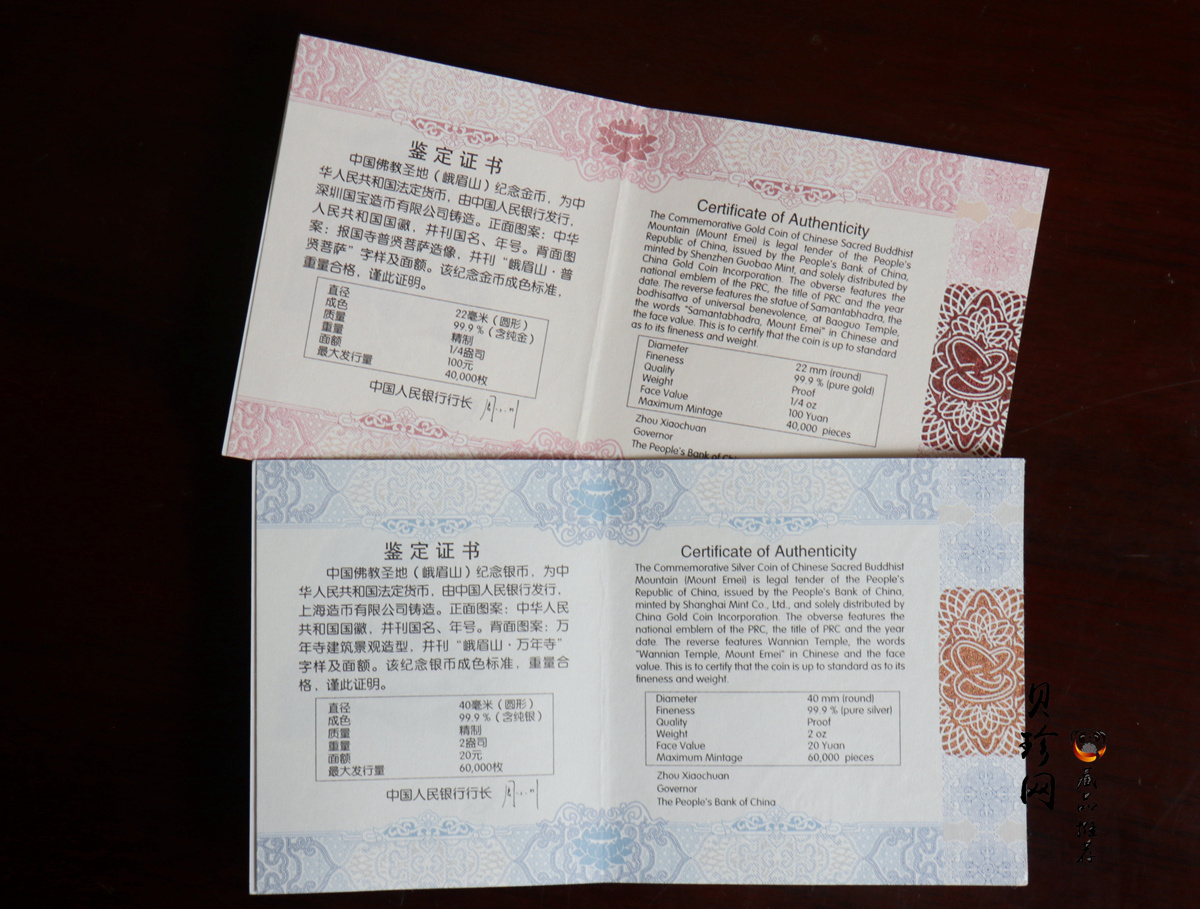 鉴定证书
中国佛教圣地（峨眉山）纪念金币，为中
华人民共和国法定货币，由中国人民银行发行，
深圳国宝造币有限公司铸造。正面图案：中华
人民共和国国徽，并刊国名、年号。背面图
案：报国寺普贤菩萨造像，并刊“峨眉山·普
贤菩萨”字样及面额。该纪念金币成色标准，
重量合格，谨此证明。
直径 22毫米（圆形）
成色 99.9％（含纯金）
质量 精制
重量 1/4盎司
面额 100元
最大发行量 40,000枚
中国人民银行行长
Certificate of Authenticity
The Commemorative Gold Coin of Chinese Sacred Buddhist
Mountain (Mount Emei) is legal tender of the People's
Republic of China, issued by the People's Bank of China,
minted by Shenzhen Guobao Mint, and solely distributed by
China Gold Coin Incorporation. The obverse features the
national emblem of the PRC, the title of PRC and the year
date. The reverse features the statue of Samantabhadra, the
bodhisattva of universal benevolence, at Baoguo Temple,
the words "Samantabhadra, Mount Emei" in Chinese and
the face value. This is to certify that the coin is up to standard
as to its fineness and weight.
Diameter 22 mm (round)
Fineness 99.9 % (pure gold)
Quality Proof
Weight 1/4 oz
Face Value 100 Yuan
Maximum Mintage 40,000 pieces
Zhou Xiaochuan
Governor
The People's Bank of
鉴定证书
中国佛教圣地（峨眉山）纪念银币，为中
华人民共和国法定货币，由中国人民银行发行，
上海造币有限公司铸造。正面图案：中华人民
共和国国徽，并刊国名、年号。背面图案：万
年寺建筑景观造型，并刊“峨眉山·万年寺”
字样及面额。该纪念银币成色标准，重量合
格，谨此证明。
直径 40毫米（圆形）
成色 99.9％（含纯银）
质量 精制
重量 2盎司
面额 20元
最大发行量 60,000枚
中国人民银行行长
Certificate of Authenticity
The Commemorative Silver Coin of Chinese Sacred Buddhist
Mountain (Mount Emei) is legal tender of the People's
Republic of China, issued by the People's Bank of China,
minted by Shanghai Mint Co., Ltd., and solely distributed by
China Gold Coin Incorporation. The obverse features the
national emblem of the PRC, the title of PRC and the year
date. The reverse features Wannian Temple, the words
"Wannian Temple, Mount Emei" in Chinese and the face
value. This is to certify that the coin is up to standard as to its
fineness and weight.
Diameter 40 mm (round)
Fineness 99.9 % (pure silver)
Quality Proof
Weight 2 oz
Face Value 20 Yuan
Maximum Mintage 60,000 pieces
Zhou Xiaochuan
Governor
The People's Bank of China
贝珍网
藏品推荐